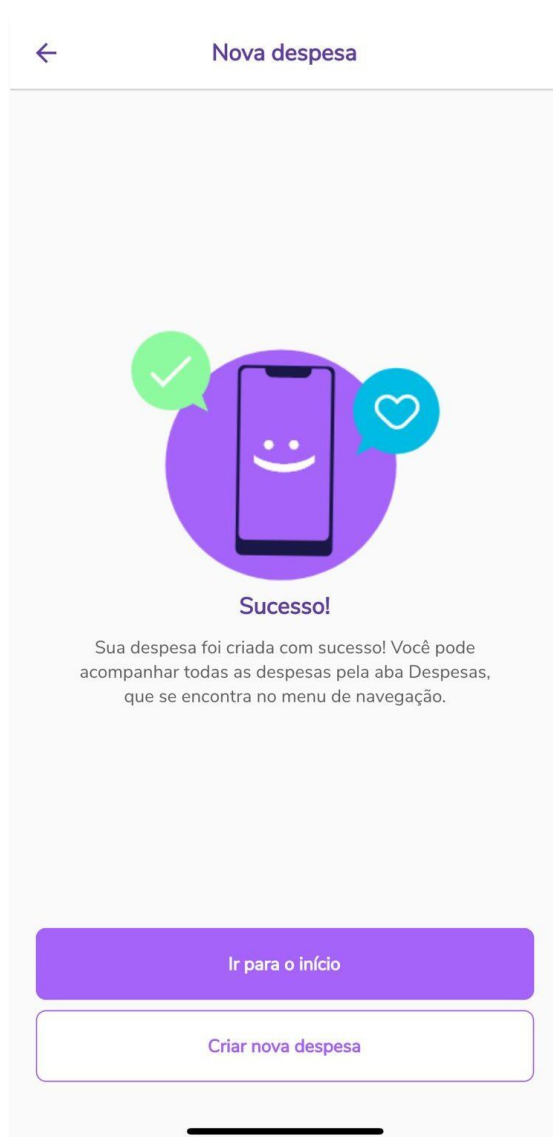 Nova despesa
Sucesso!
Sua despesa foi criada com sucesso! Você pode
acompanhar todas as despesas pela aba Despesas,
que se encontra no menu de navegação.
Ir para o início
Criar nova despesa